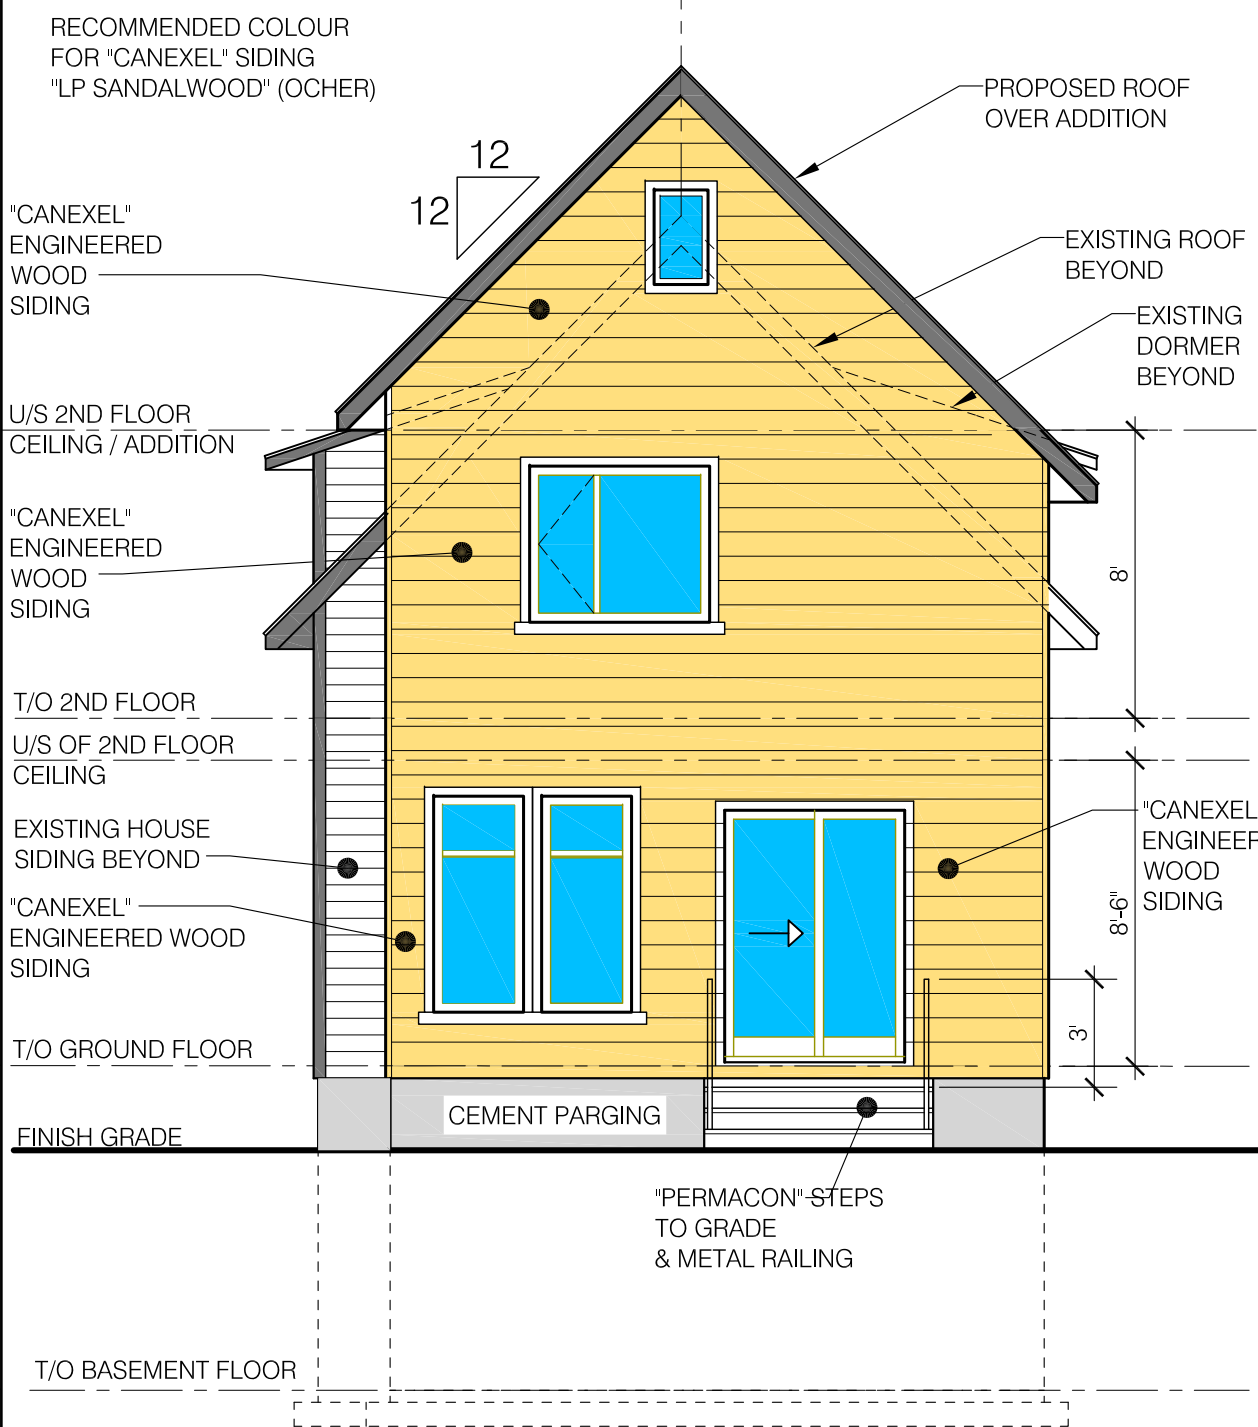 RECOMMENDED COLOUR
FOR "CANEXEL" SIDING
"LP SANDALWOOD" (OCHER)
PROPOSED ROOF
OVER ADDITION
12
12
"CANEXEL"
ENGINEERED
WOOD
SIDING
EXISTING ROOF
BEYOND
EXISTING
DORMER
BEYOND
U/S 2ND FLOOR
CEILING / ADDITION
"CANEXEL"
ENGINEERED
WOOD
SIDING
8'
T/O 2ND FLOOR
U/S OF 2ND FLOOR
CEILING
EXISTING HOUSE
SIDING BEYOND
"CANEXEL
ENGINEER
WOOD
SIDING
8'-6"
"CANEXEL"
ENGINEERED WOOD
SIDING
3'
T/O GROUND FLOOR
CEMENT PARGING
FINISH GRADE
"PERMACON" STEPS
TO GRADE
& METAL RAILING
T/O BASEMENT FLOOR